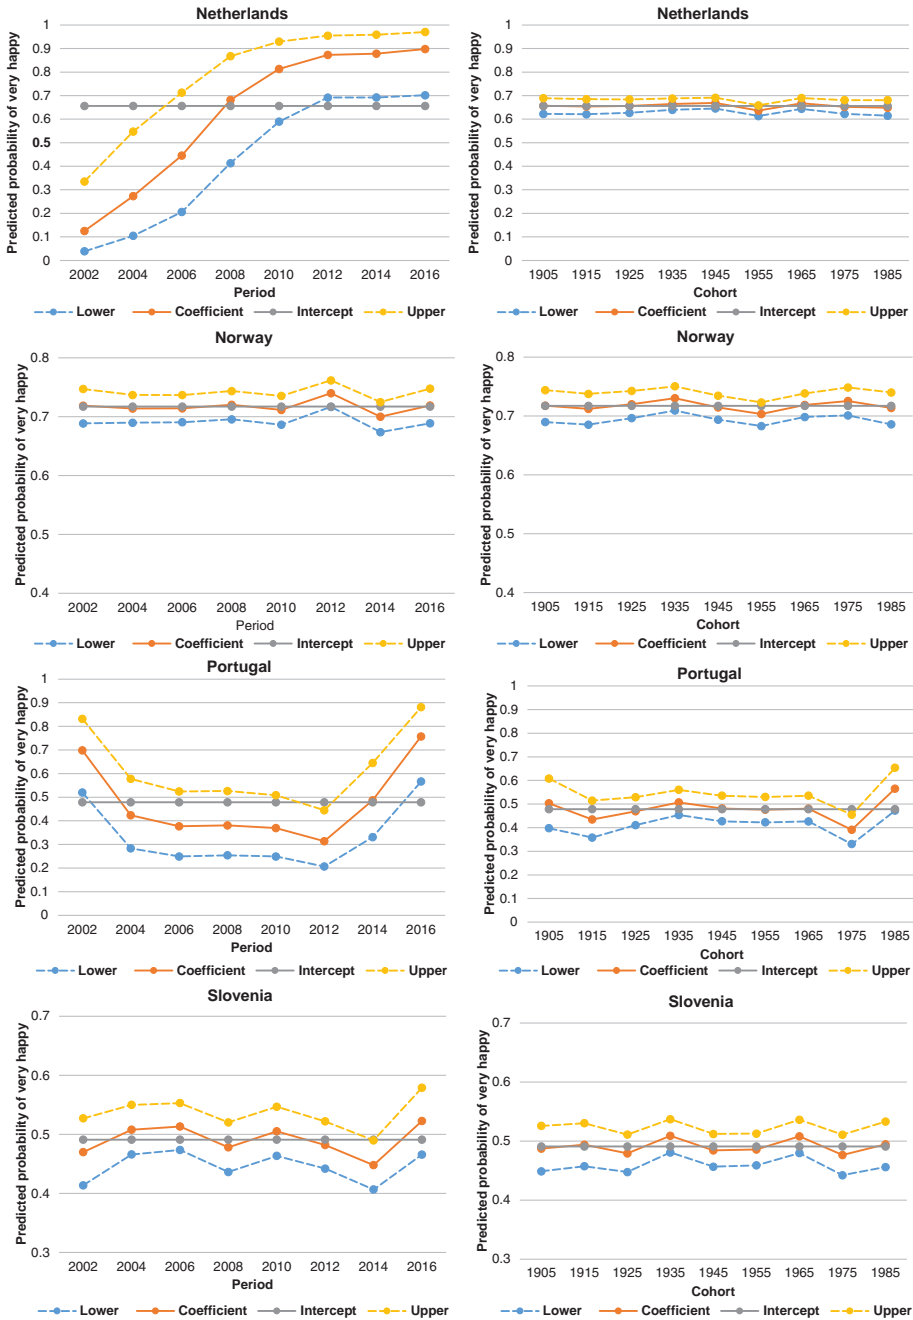 Netherlands
Predicted probability of very happy
1
0.9
0.8
0.7
0.6
0.5
0.4
0.3
0.2
0.1
0
2002 2004 2006 2008 2010 2012 2014 2016
Period
Lower Coefficient Intercept Upper
Netherlands
Predicted probability of very happy
1
0.9
0.8
0.7
0.6
0.5
0.4
0.3
0.2
0.1
0
1905 1915 1925 1935 1945 1955 1965 1975 1985
Cohort
Lower Coefficient Intercept Upper
Norway
Predicted probability of very happy
0.8
0.7
0.6
0.5
0.4
2002 2004 2006 2008 2010 2012 2014 2016
Period
Lower Coefficient Intercept Upper
Norway
Predicted probability of very happy
0.8
0.7
0.6
0.5
0.4
1905 1915 1925 1935 1945 1955 1965 1975 1985
Cohort
Lower Coefficient Intercept Upper
Portugal
Predicted probability of very happy
1
0.9
0.8
0.7
0.6
0.5
0.4
0.3
0.2
0.1
0
2002 2004 2006 2008 2010 2012 2014 2016
Period
Lower Coefficient Intercept Upper
Portugal
Predicted probability of very happy
1
0.9
0.8
0.7
0.6
0.5
0.4
0.3
0.2
0.1
0
1905 1915 1925 1935 1945 1955 1965 1975 1985
Cohort
Lower Coefficient Intercept Upper
Slovenia
Predicted probability of very happy
0.7
0.6
0.5
0.4
0.3
2002 2004 2006 2008 2010 2012 2014 2016
Period
Lower Coefficient Intercept Upper
Slovenia
Predicted probability of very happy
0.7
0.6
0.5
0.4
0.3
1905 1915 1925 1935 1945 1955 1965 1975 1985
Cohort
Lower Coefficient Intercept Upper